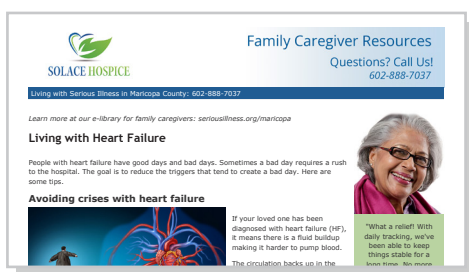 Family Caregiver Resources
Questions? Call Us!
602-888-7037
SOLACE HOSPICE
Living with Serious Illness in Maricopa County: 602-888-7037
Learn more at our e-library for family caregivers: seriousillness.org/maricopa
Living with Heart Failure
People with heart failure have good days and bad days. Sometimes a bad day requires a rush
to the hospital. The goal is to reduce the triggers that tend to create a bad day. Here are
some tips.
Avoiding crises with heart failure
If your loved one has been
diagnosed with heart failure (HF),
it means there is a fluid buildup
making it harder to pump blood.
The circulation backs up in the
"What a relief! With
daily tracking, we've
been able to keep
things stable for a
long time. No more